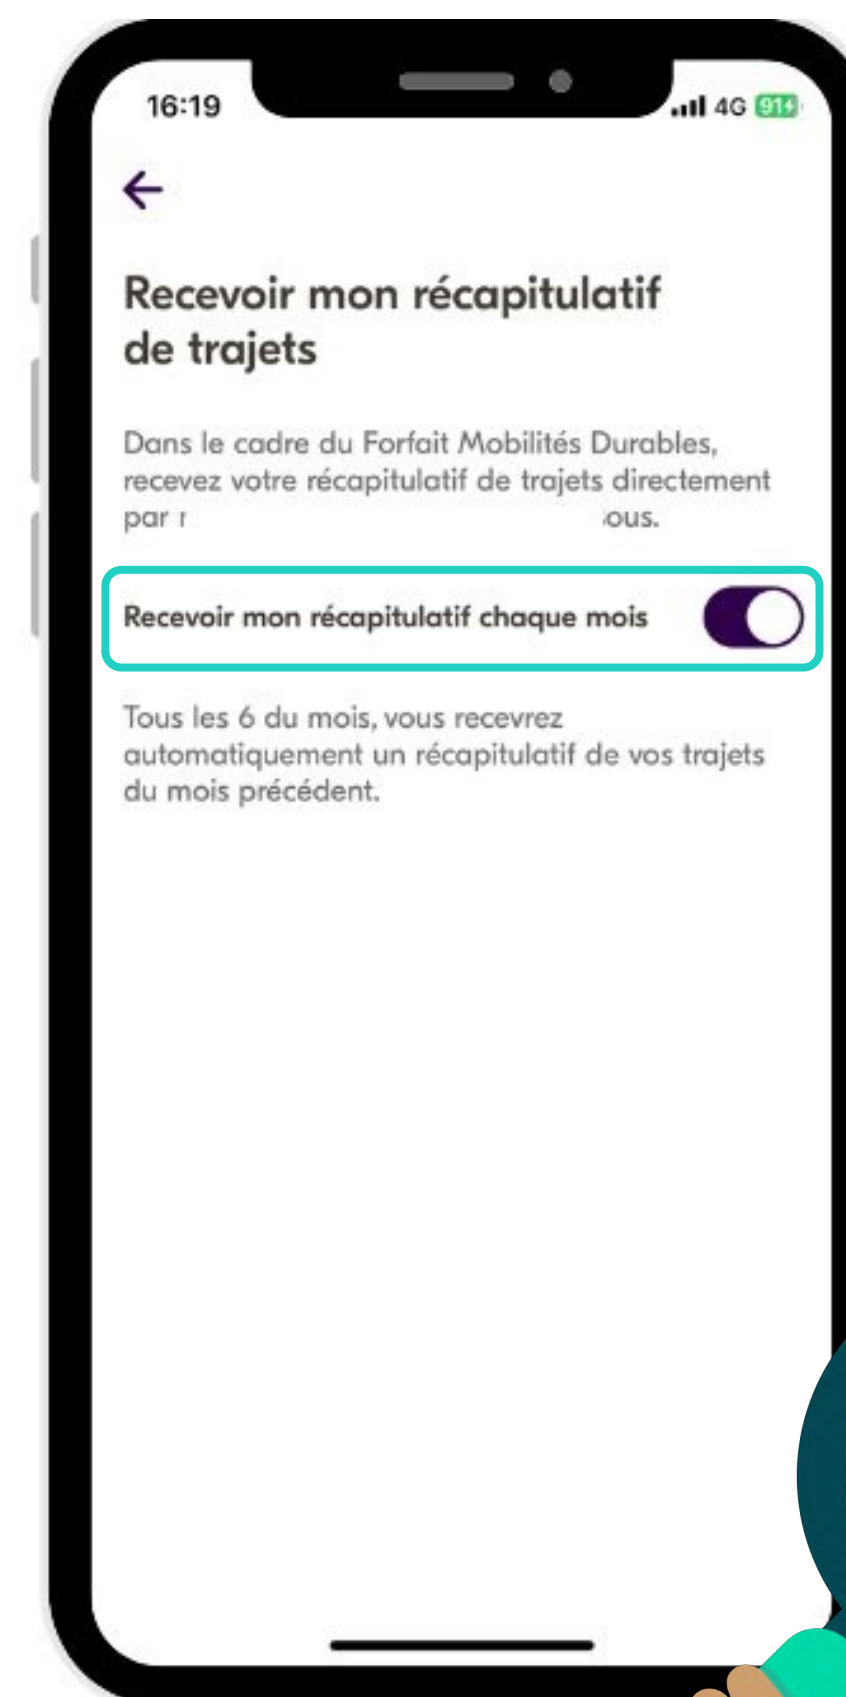 16:19
4G 91
Recevoir mon récapitulatif
de trajets
Dans le cadre du Forfait Mobilités Durables,
recevez votre récapitulatif de trajets directement
par
Recevoir mon récapitulatif chaque mois
Tous les 6 du mois, vous recevrez
automatiquement un récapitulatif de vos trajets
du mois précédent.